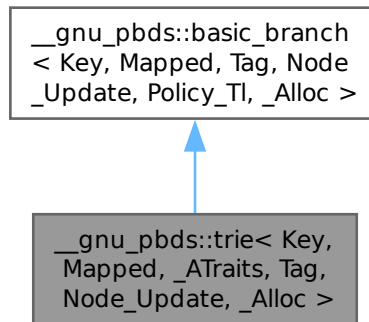 __gnu_pbds::basic_branch
< Key, Mapped, Tag, Node
_Update, Policy_Tl, _Alloc >
__gnu_pbds::trie< Key,
Mapped, _ATraits, Tag,
Node_Update, _Alloc >